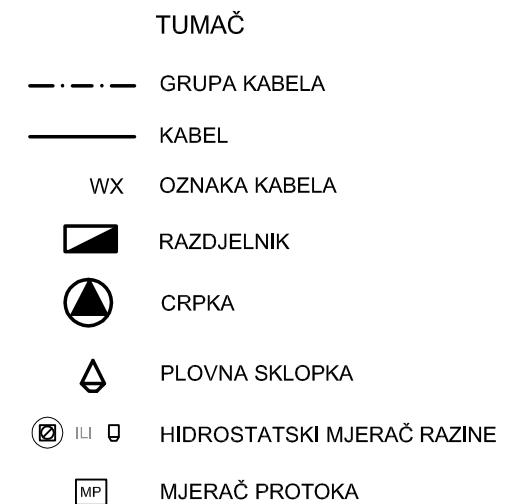 TUMAČ
GRUPA KABELA
KABEL
WX OZNAKA KABELA
RAZDJELNIK
CRPKA
PLOVNA SKLOPKA
ILI HIDROSTATSKI MJERAČ RAZINE
MP MJERAČ PROTOKA